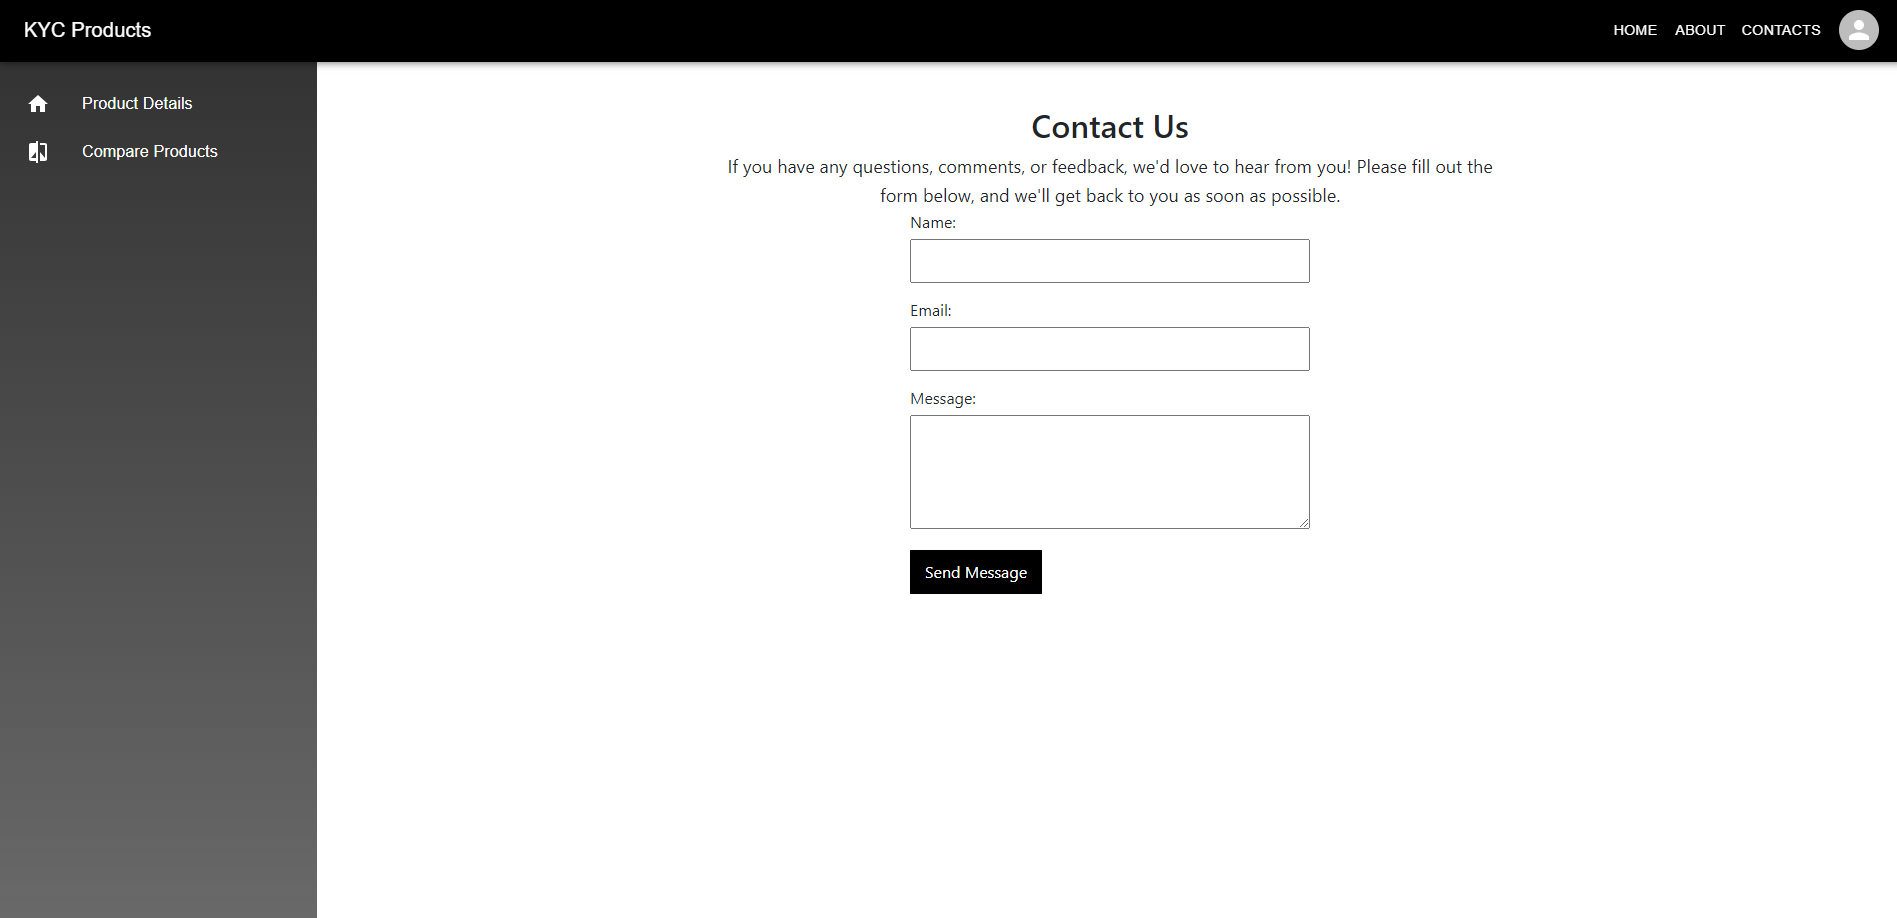 KYC Products
HOME ABOUT CONTACTS
Product Details
Compare Products
Contact Us
If you have any questions, comments, or feedback, we'd love to hear from you! Please fill out the
form below, and we'll get back to you as soon as possible.
Name:
Email:
Message:
Send Message